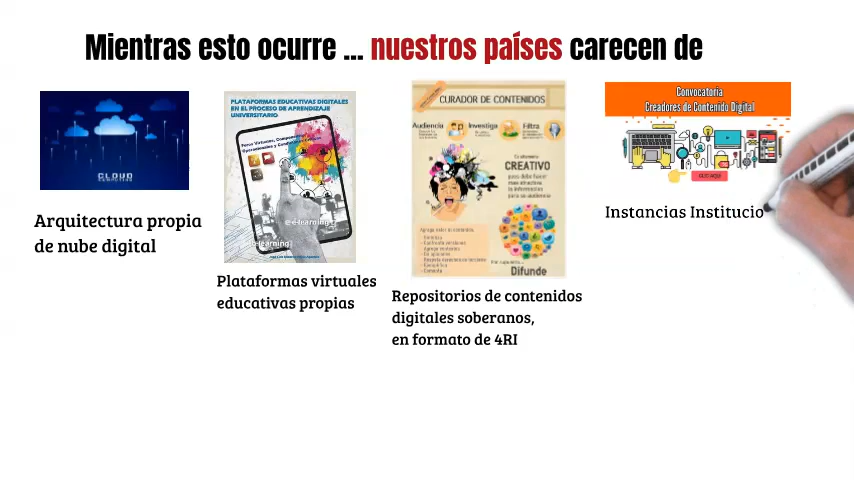 Mientras esto ocurre ... nuestros países carecen de
CLOUD
Arquitectura propia
de nube digital
PLATAFORMAS EDUCATIVAS DIGITALES
EN EL PROCESO DE APRENDIZAJE
UNIVERSITARIO
e-learning
Plataformas virtuales
educativas propias
CURADOR DE CONTENIDOS
Audiencia
Investiga
Filtra
CREATIVO
Difunde
Repositorios de contenidos
digitales soberanos,
en formato de 4RI
Convocatoria
Creadores de Contenido Digital
Instancias Institucio